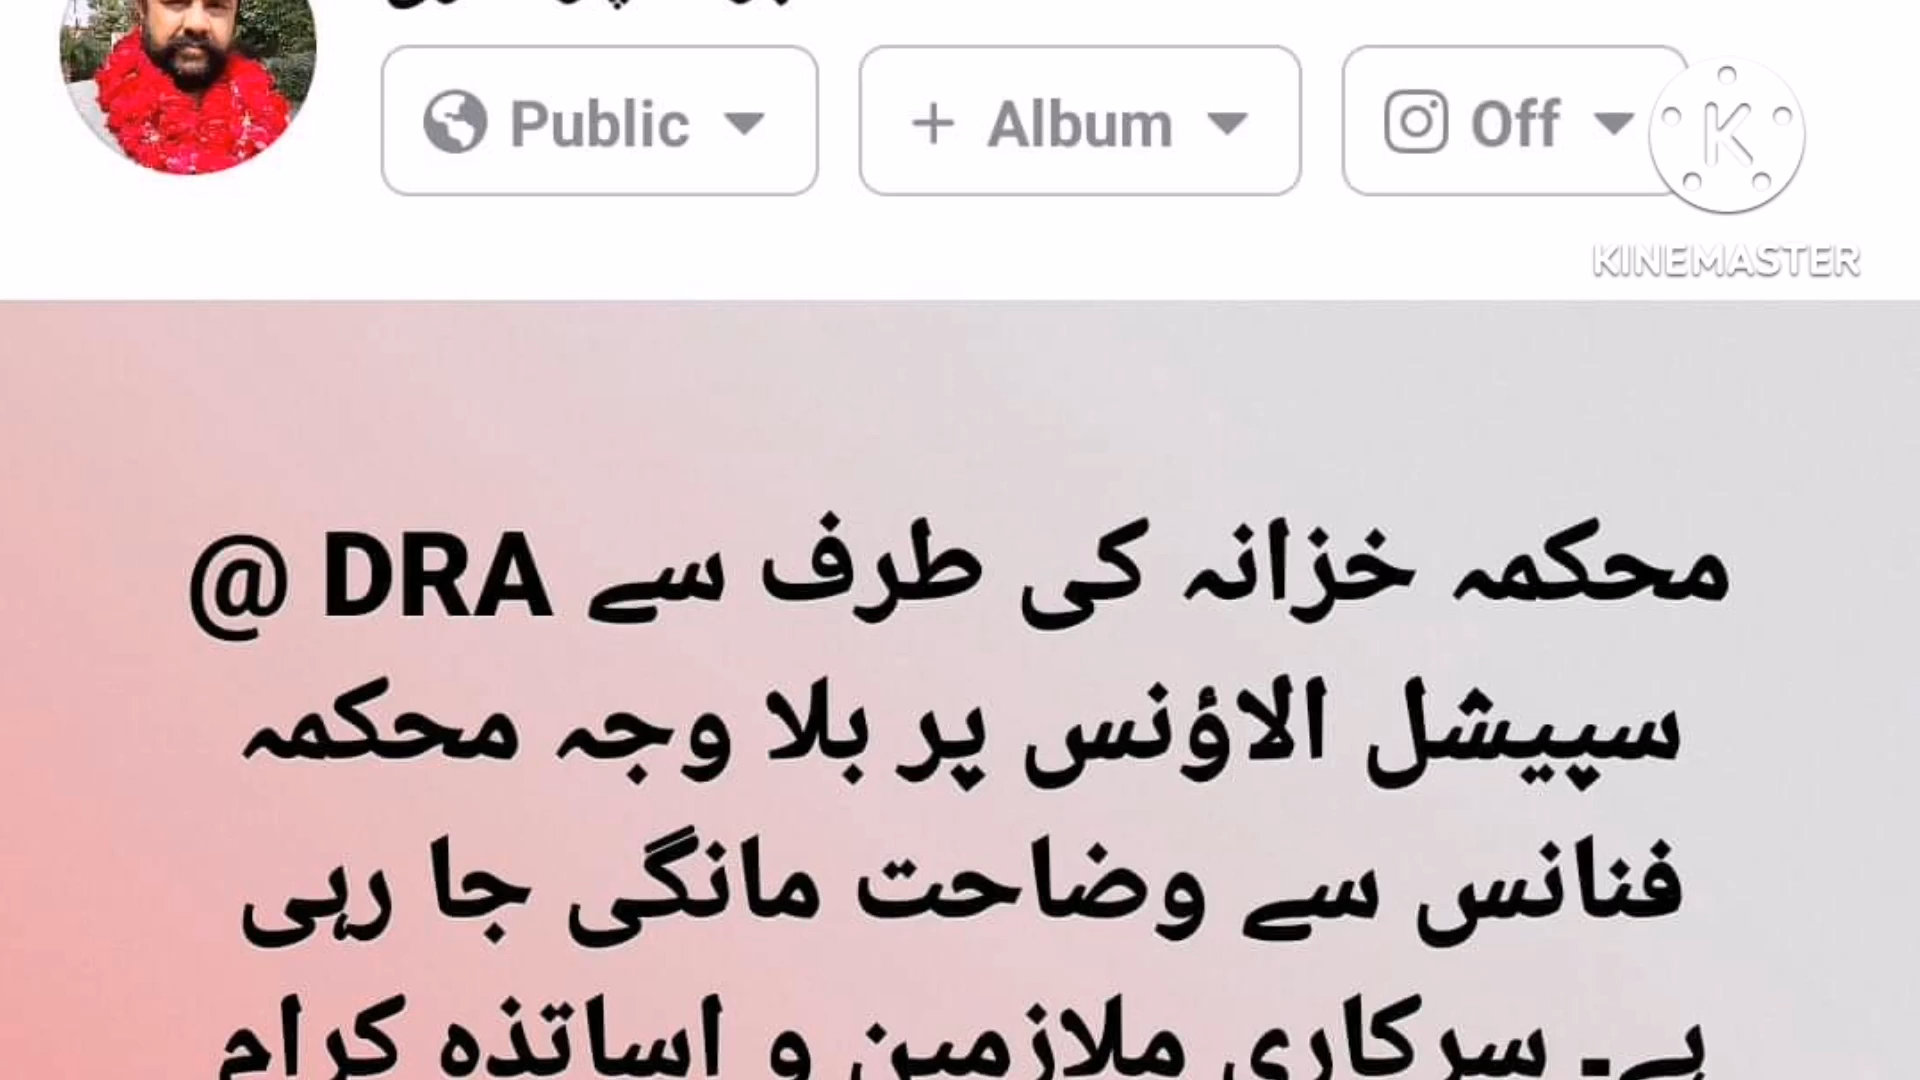 Public
+ Album
Off
K
KINEMASTER
محکمہ خزانہ کی طرف سے DRA @
سپیشل الاؤنس پر بلا وجہ محکمہ
فنانس سے وضاحت مانگی جا رہی
ہے۔ سرکاری ملازمین و اساتذہ کرام